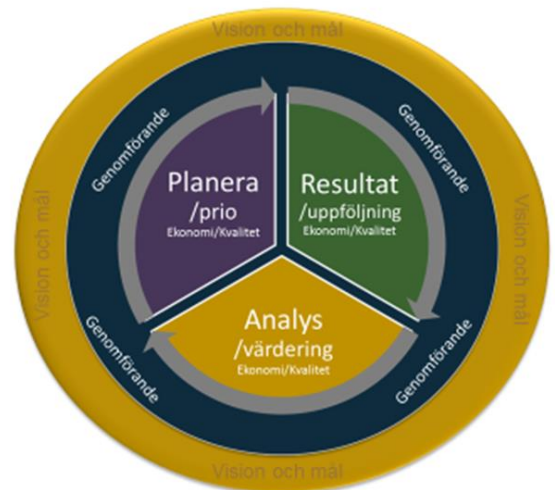 Vision och mål
Genomförande
Genomförande
Planera
/prio
Ekonomi/Kvalitet
Resultat
/uppföljning
Ekonomi/Kvalitet
Vision och mål
Vision och mål
Analys
/värdering
Ekonomi/Kvalitet
Genomförande
Genomförande
Vision och mål